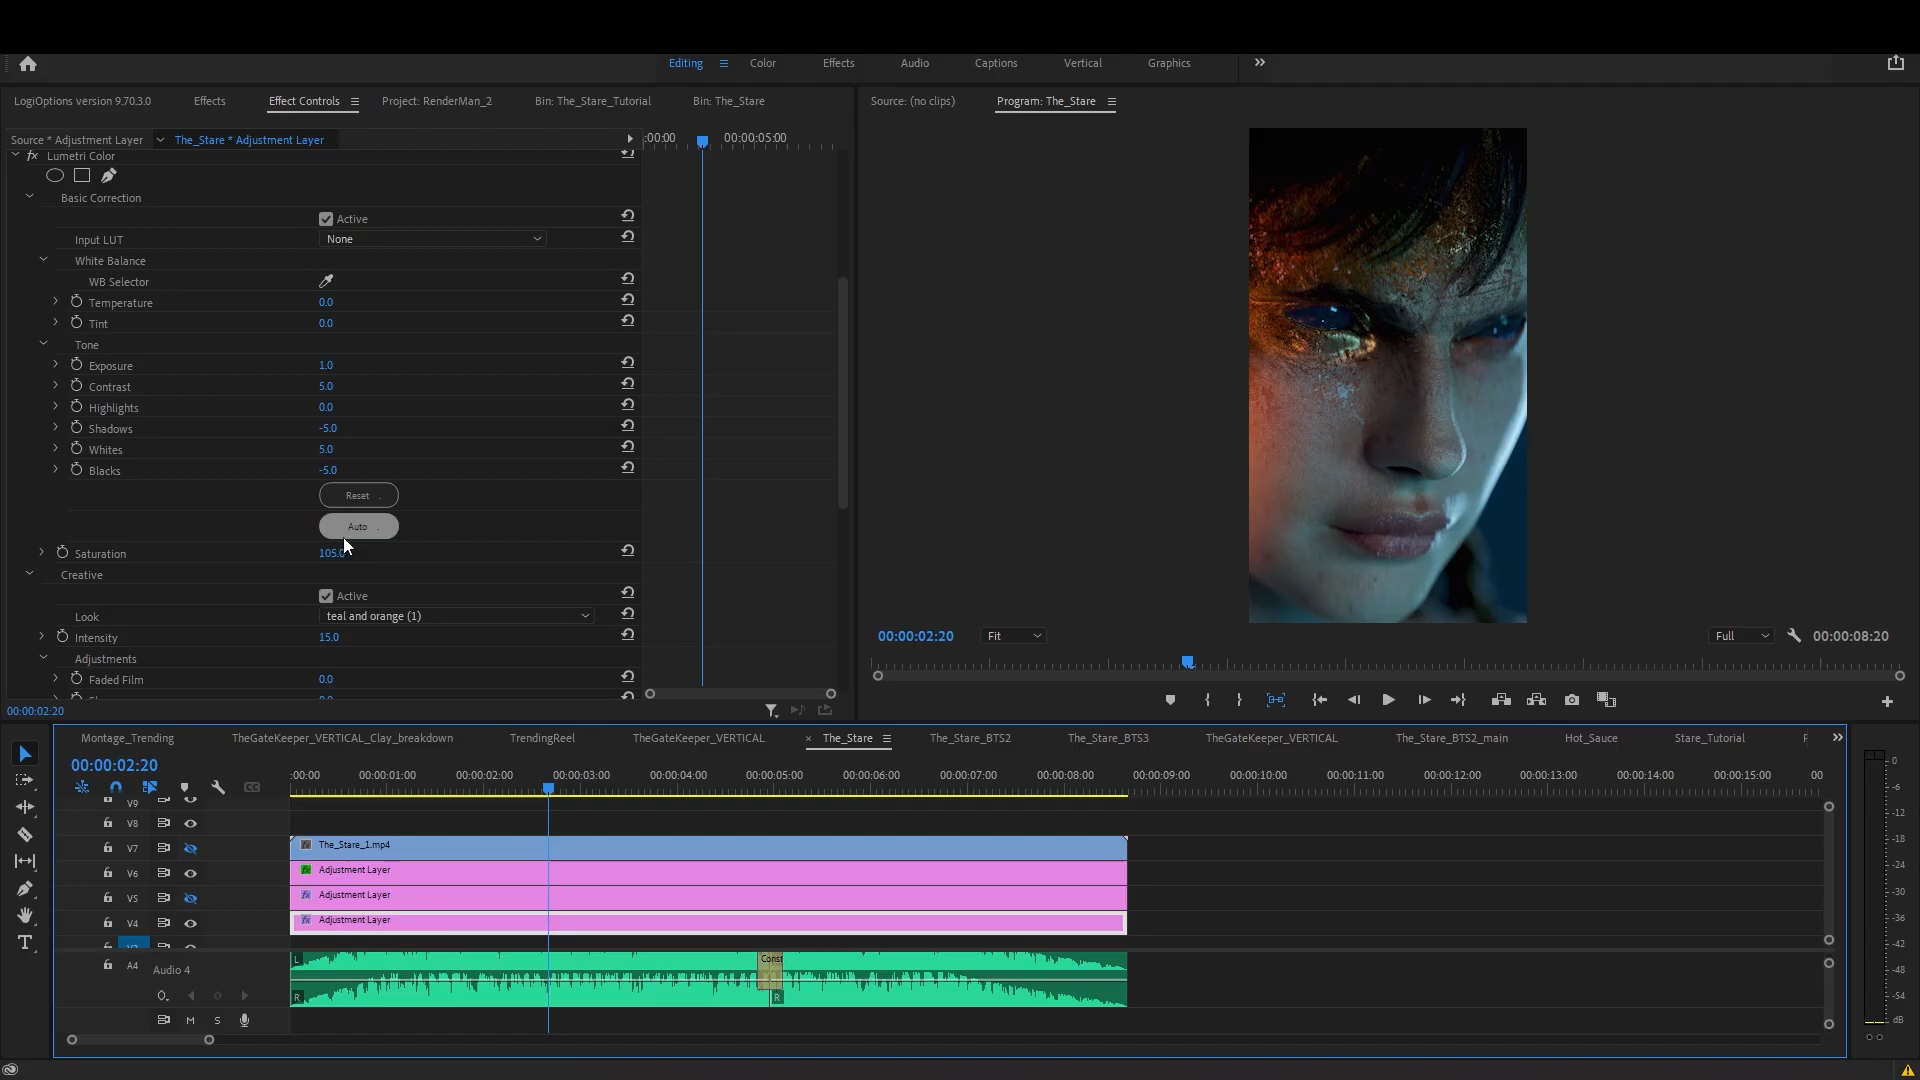 Editing Color Effects Audio Captions Vertical Graphics
LogiOptions version 9.70.3.0 Effects Effect Controls Project: RenderMan_2 Bin: The_Stare_Tutorial Bin: The_Stare
Source: (no clips) Program: The_Stare
Source * Adjustment Layer The_Stare * Adjustment Layer
:00:00 00:00:05:00
fx Lumetri Color
Basic Correction
Active
Input LUT None
White Balance
WB Selector
Temperature 0.0
Tint 0.0
Tone
Exposure 1.0
Contrast 5.0
Highlights 0.0
Shadows -5.0
Whites 5.0
Blacks -5.0
Reset
Auto
Saturation 105.0
Creative
Active
Look teal and orange (1)
Intensity 15.0
Adjustments
Faded Film 0.0
00:00:02:20
00:00:02:20 Fit Full 00:00:08:20
Montage_Trending TheGateKeeper_VERTICAL_Clay_breakdown TrendingReel TheGateKeeper_VERTICAL × The_Stare The_Stare_BTS2 The_Stare_BTS3 TheGateKeeper_VERTICAL The_Stare_BTS2_main Hot_Sauce Stare_Tutorial
00:00:02:20
:00:00 00:00:01:00 00:00:02:00 00:00:03:00 00:00:04:00 00:00:05:00 00:00:06:00 00:00:07:00 00:00:08:00 00:00:09:00 00:00:10:00 00:00:11:00 00:00:12:00 00:00:13:00 00:00:14:00 00:00:15:00 00
CC
V9
V8
V7 fx The_Stare_1.mp4
V6 fx Adjustment Layer
V5 fx Adjustment Layer
V4 fx Adjustment Layer
A4 Audio 4
L
R
Const
R
M S
T
0
-6
-12
-18
-24
-30
-36
-42
-48
-54
dB